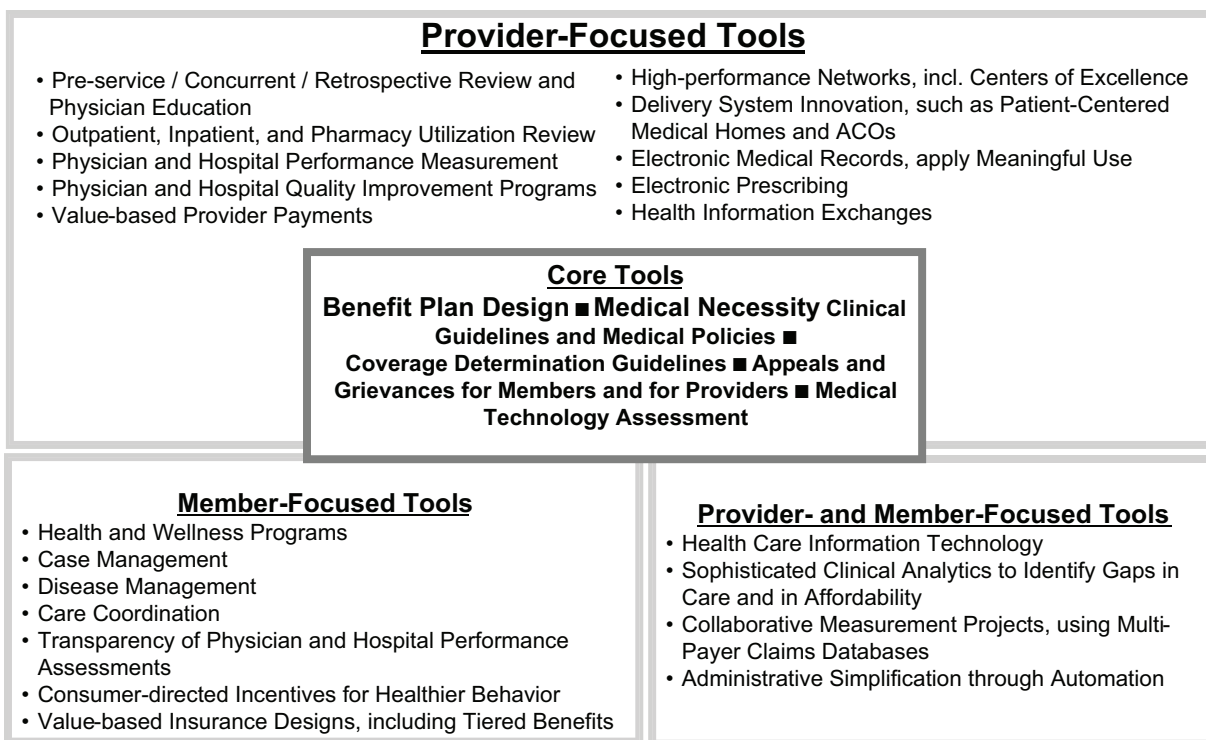 Provider-Focused Tools
• Pre-service / Concurrent / Retrospective Review and
Physician Education
• Outpatient, Inpatient, and Pharmacy Utilization Review
• Physician and Hospital Performance Measurement
• Physician and Hospital Quality Improvement Programs
• Value-based Provider Payments
• High-performance Networks, incl. Centers of Excellence
• Delivery System Innovation, such as Patient-Centered
Medical Homes and ACOs
• Electronic Medical Records, apply Meaningful Use
• Electronic Prescribing
• Health Information Exchanges
Core Tools
Benefit Plan Design ■ Medical Necessity Clinical
Guidelines and Medical Policies ■
Coverage Determination Guidelines ■ Appeals and
Grievances for Members and for Providers ■ Medical
Technology Assessment
Member-Focused Tools
• Health and Wellness Programs
• Case Management
• Disease Management
• Care Coordination
• Transparency of Physician and Hospital Performance
Assessments
• Consumer-directed Incentives for Healthier Behavior
• Value-based Insurance Designs, including Tiered Benefits
Provider- and Member-Focused Tools
• Health Care Information Technology
• Sophisticated Clinical Analytics to Identify Gaps in
Care and in Affordability
• Collaborative Measurement Projects, using Multi-
Payer Claims Databases
• Administrative Simplification through Automation